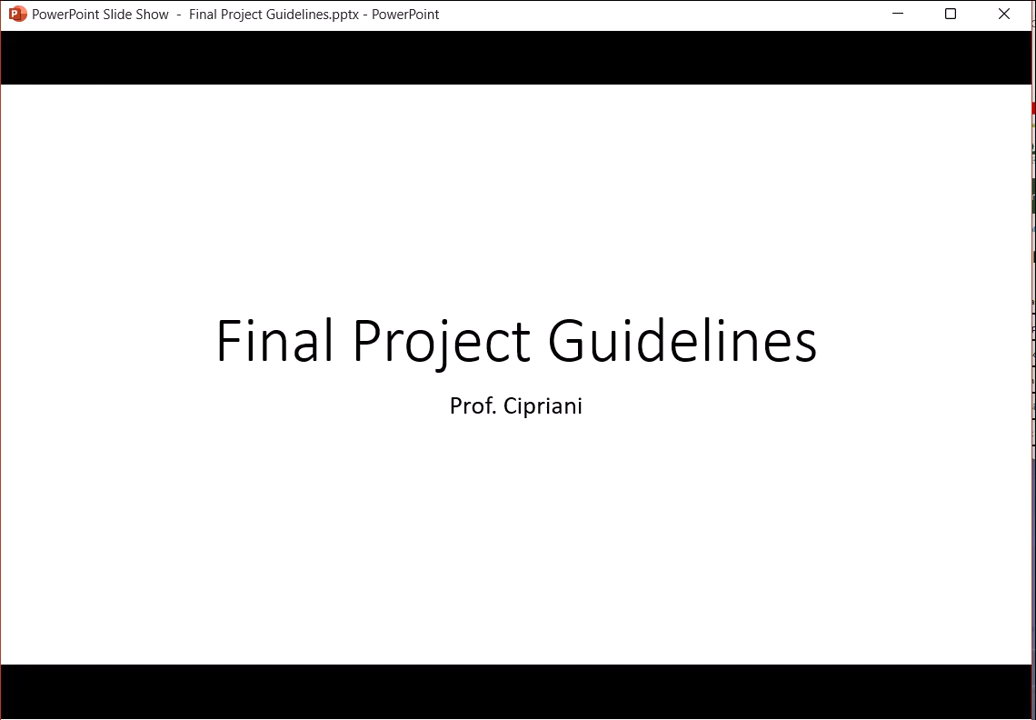 PowerPoint Slide Show - Final Project Guidelines.pptx - PowerPoint
Final Project Guidelines
Prof. Cipriani